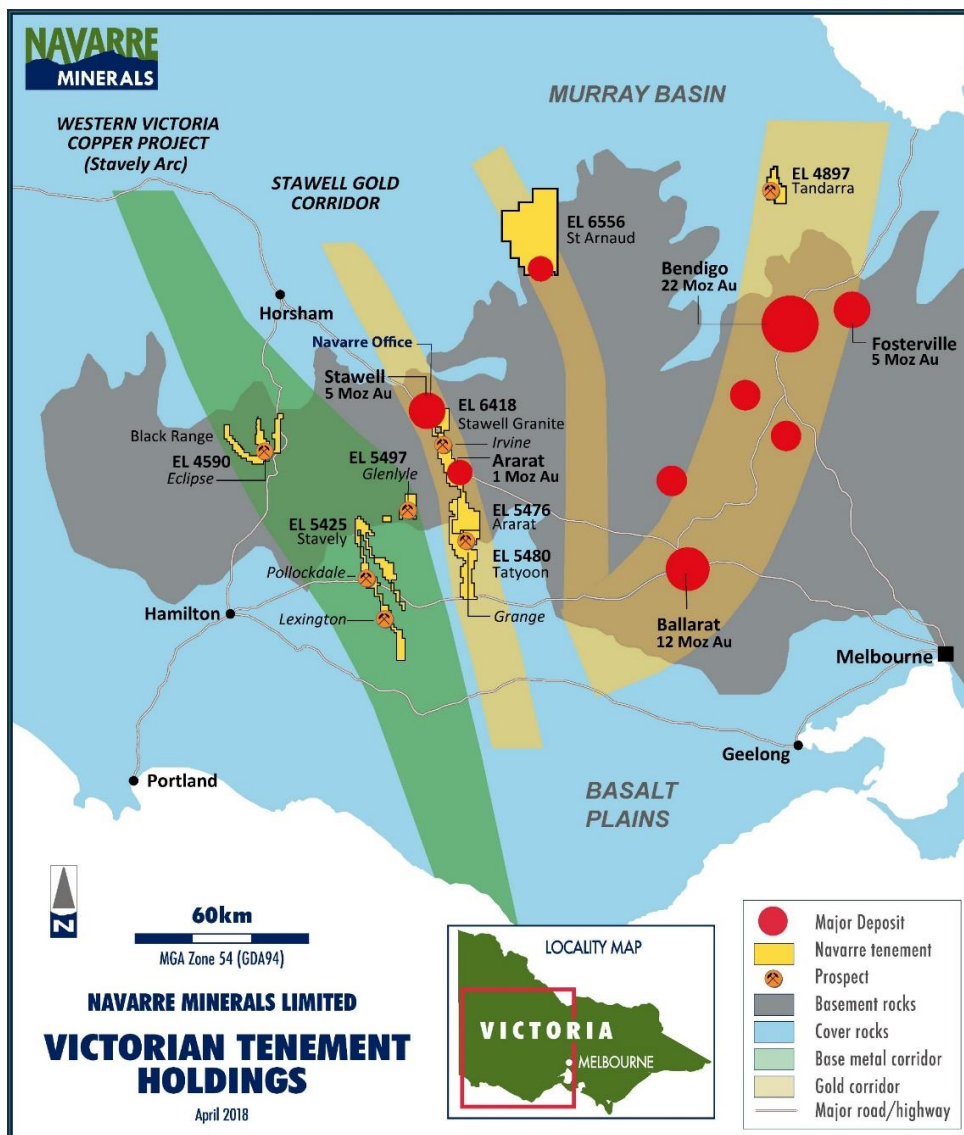 NAVARRE
MINERALS
MURRAY BASIN
WESTERN VICTORIA
COPPER PROJECT
(Stavely Arc)
STAWELL GOLD
CORRIDOR
EL 4897
Tandarra
EL 6556
St Arnaud
Bendigo
22 Moz Au
Horsham
Navarre Office
Fosterville
5 Moz Au
Stawell
5 Moz Au
EL 6418
Stawell Granite
Irvine
Ararat
1 Moz Au
Black Range
EL 4590
Eclipse
EL 5497
Glenlyle
EL 5476
Ararat
EL 5425
Stavely
EL 5480
Tatyoon
Pollockdale
Grange
Hamilton
Lexington
Ballarat
12 Moz Au
Melbourne
Geelong
Portland
BASALT
PLAINS
N
60km
MGA Zone 54 (GDA94)
NAVARRE MINERALS LIMITED
VICTORIAN TENEMENT
HOLDINGS
April 2018
LOCALITY MAP
VICTORIA
MELBOURNE
Major Deposit
Navarre tenement
Prospect
Basement rocks
Cover rocks
Base metal corridor
Gold corridor
Major road/highway